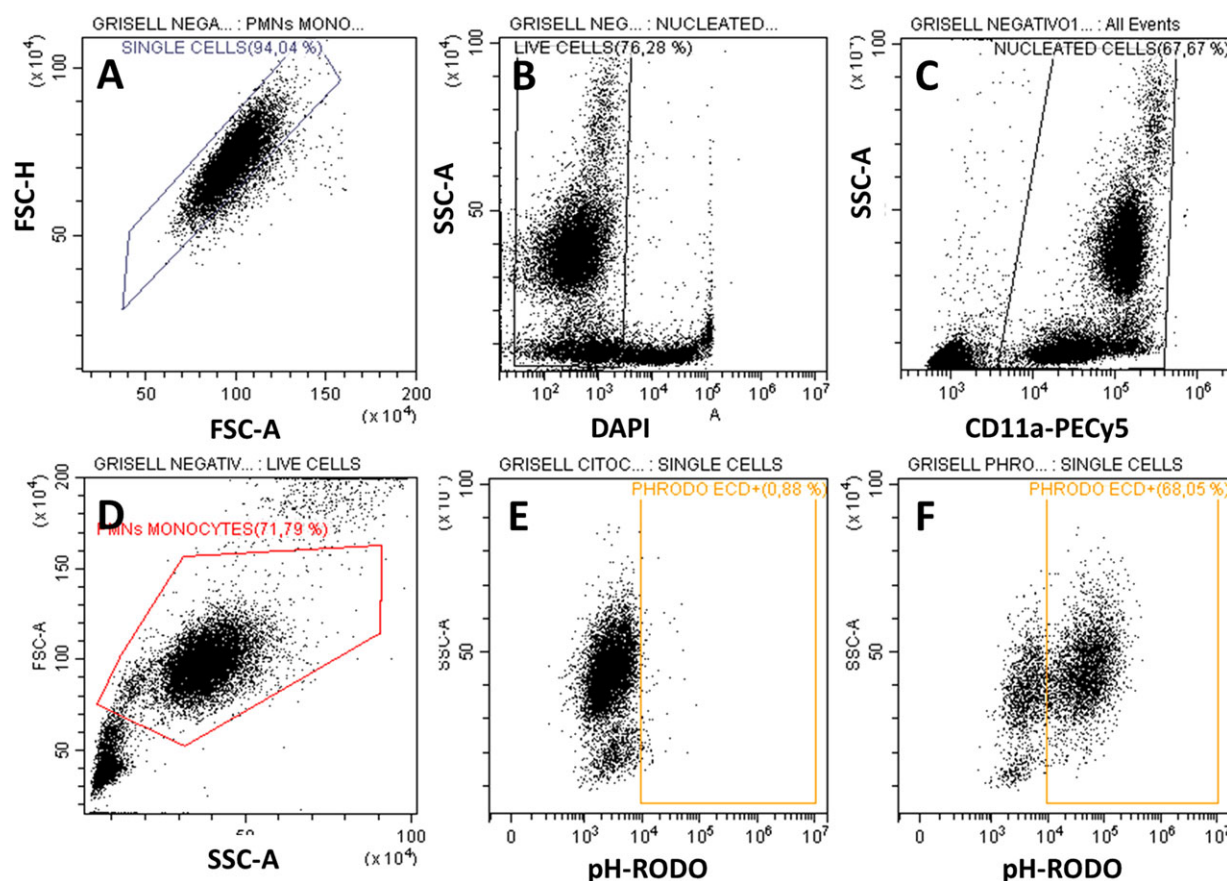 GRISELL NEGA... : PMNs MONO...
SINGLE CELLS(94,04 %)
A
(x 10⁴)
100
50
FSC-H
50 100 150 200
(x 10⁴)
FSC-A
GRISELL NEG... : NUCLEATED...
LIVE CELLS(76,28 %)
B
(x 10⁴)
100
50
SSC-A
10² 10³ 10⁴ 10⁵ 10⁶ 10⁷
A
DAPI
GRISELL NEGATIVO1... : All Events
NUCLEATED CELLS(67,67 %)
C
100
50
SSC-A
10³ 10⁴ 10⁵ 10⁶
CD11a-PECy5
GRISELL NEGATIV... : LIVE CELLS
D
PMNs MONOCYTES(71,79 %)
(x 10⁴)
200
150
100
50
FSC-A
50 100
(x 10⁴)
SSC-A
GRISELL CITOC... : SINGLE CELLS
E
PHRODO ECD+(0,88 %)
100
50
SSC-A
0 10³ 10⁴ 10⁵ 10⁶ 10⁷
pH-RODO
GRISELL PHRO... : SINGLE CELLS
F
PHRODO ECD+(68,05 %)
(x 10⁴)
100
50
SSC-A
0 10³ 10⁴ 10⁵ 10⁶ 10⁷
pH-RODO